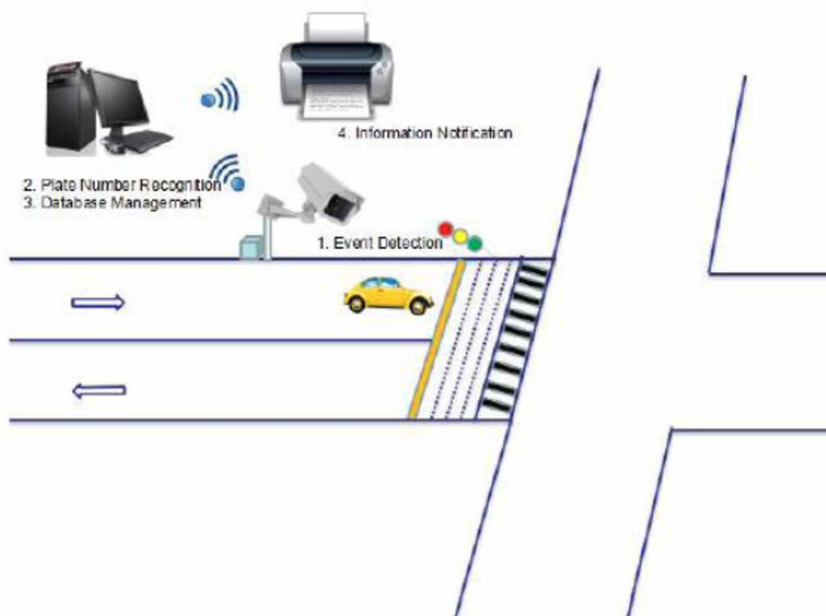 4. Information Notification
2. Plate Number Recognition
3. Database Management
1. Event Detection